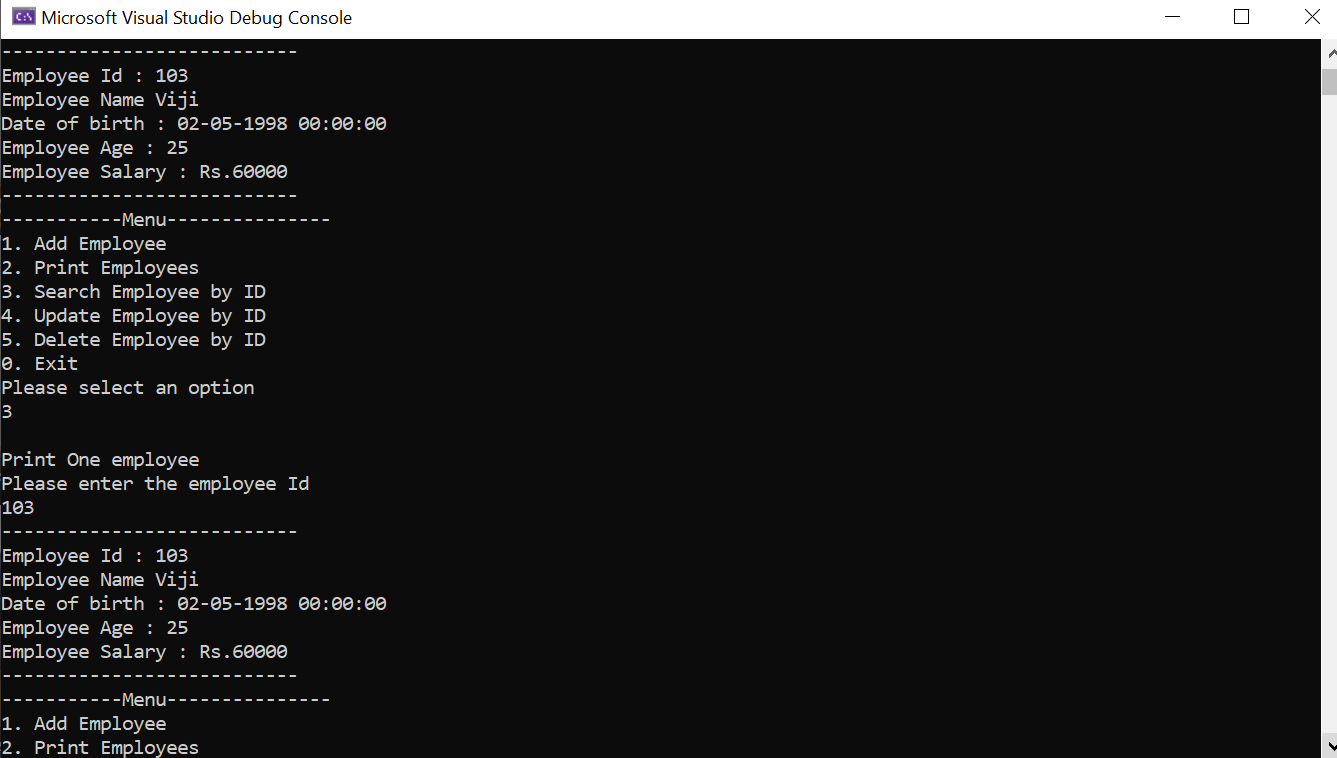 Microsoft Visual Studio Debug Console
---------------------------
Employee Id : 103
Employee Name Viji
Date of birth : 02-05-1998 00:00:00
Employee Age : 25
Employee Salary : Rs.60000
---------------------------
-----------Menu---------------
1. Add Employee
2. Print Employees
3. Search Employee by ID
4. Update Employee by ID
5. Delete Employee by ID
0. Exit
Please select an option
3
Print One employee
Please enter the employee Id
103
---------------------------
Employee Id : 103
Employee Name Viji
Date of birth : 02-05-1998 00:00:00
Employee Age : 25
Employee Salary : Rs.60000
---------------------------
-----------Menu---------------
1. Add Employee
2. Print Employees